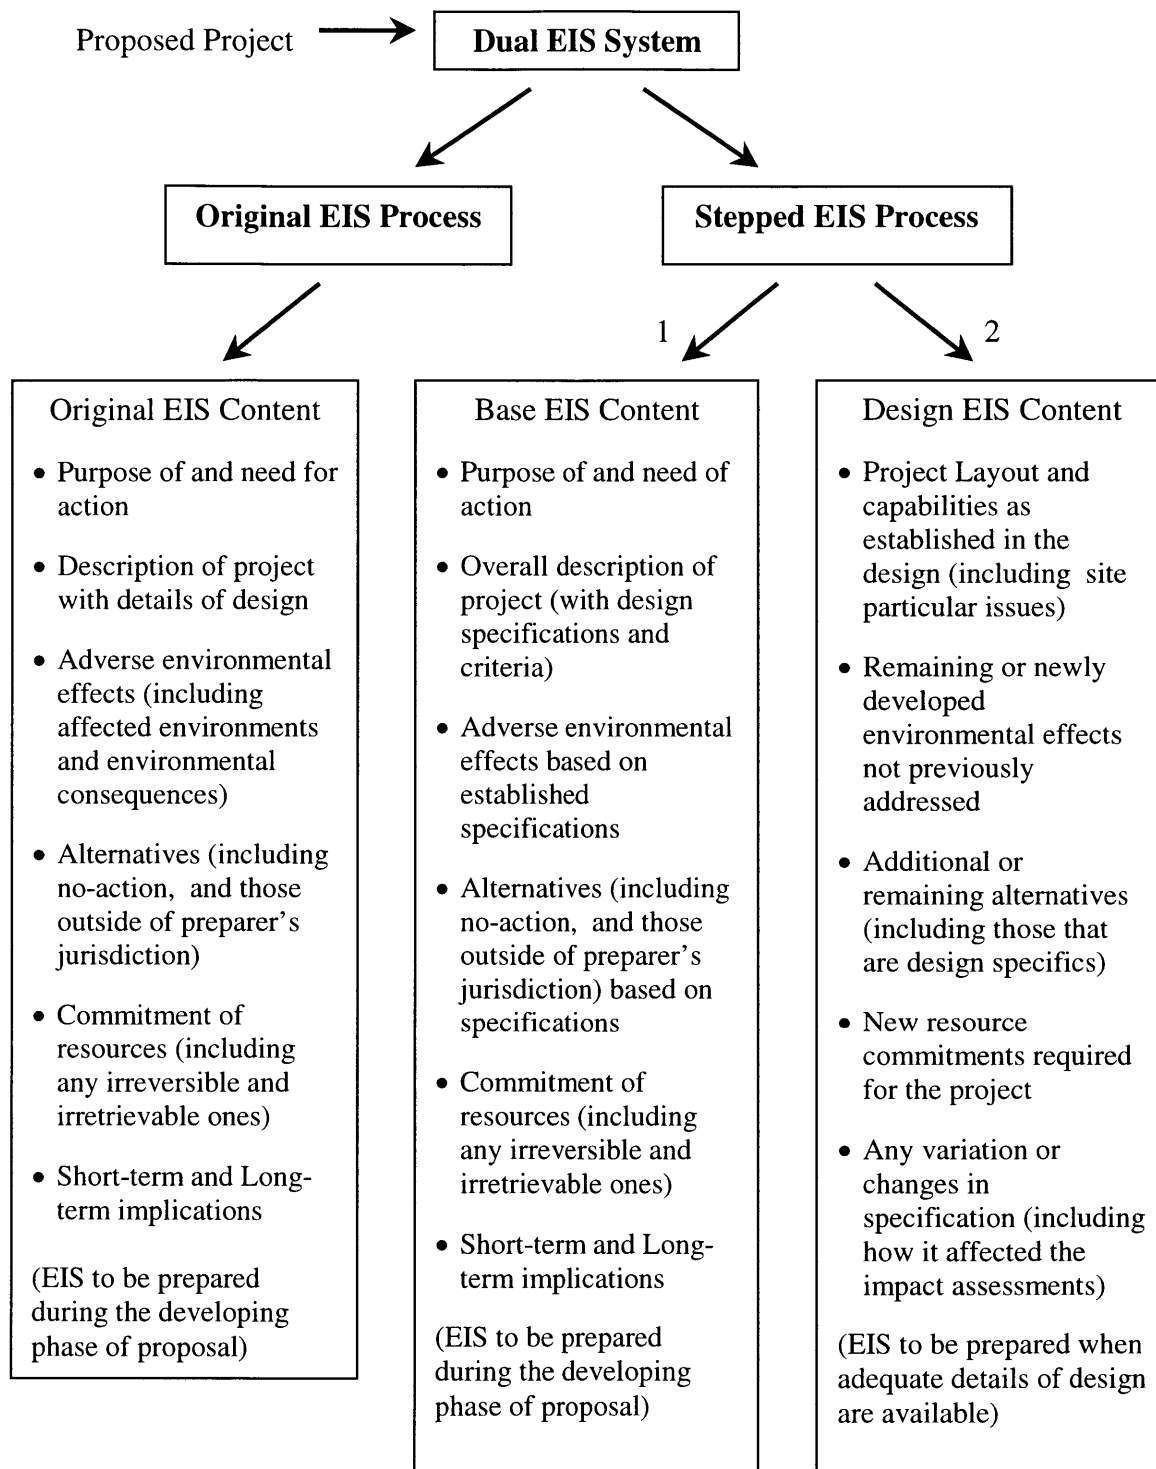 Proposed Project
Dual EIS System
Original EIS Process
Stepped EIS Process
1
2
Original EIS Content
• Purpose of and need for
action
• Description of project
with details of design
• Adverse environmental
effects (including
affected environments
and environmental
consequences)
• Alternatives (including
no-action, and those
outside of preparer's
jurisdiction)
• Commitment of
resources (including
any irreversible and
irretrievable ones)
• Short-term and Long-
term implications
(EIS to be prepared
during the developing
phase of proposal)
Base EIS Content
• Purpose of and need of
action
• Overall description of
project (with design
specifications and
criteria)
• Adverse environmental
effects based on
established
specifications
• Alternatives (including
no-action, and those
outside of preparer's
jurisdiction) based on
specifications
• Commitment of
resources (including
any irreversible and
irretrievable ones)
• Short-term and Long-
term implications
(EIS to be prepared
during the developing
phase of proposal)
Design EIS Content
• Project Layout and
capabilities as
established in the
design (including site
particular issues)
• Remaining or newly
developed
environmental effects
not previously
addressed
• Additional or
remaining alternatives
(including those that
are design specifics)
• New resource
commitments required
for the project
• Any variation or
changes in
specification (including
how it affected the
impact assessments)
(EIS to be prepared when
adequate details of design
are available)